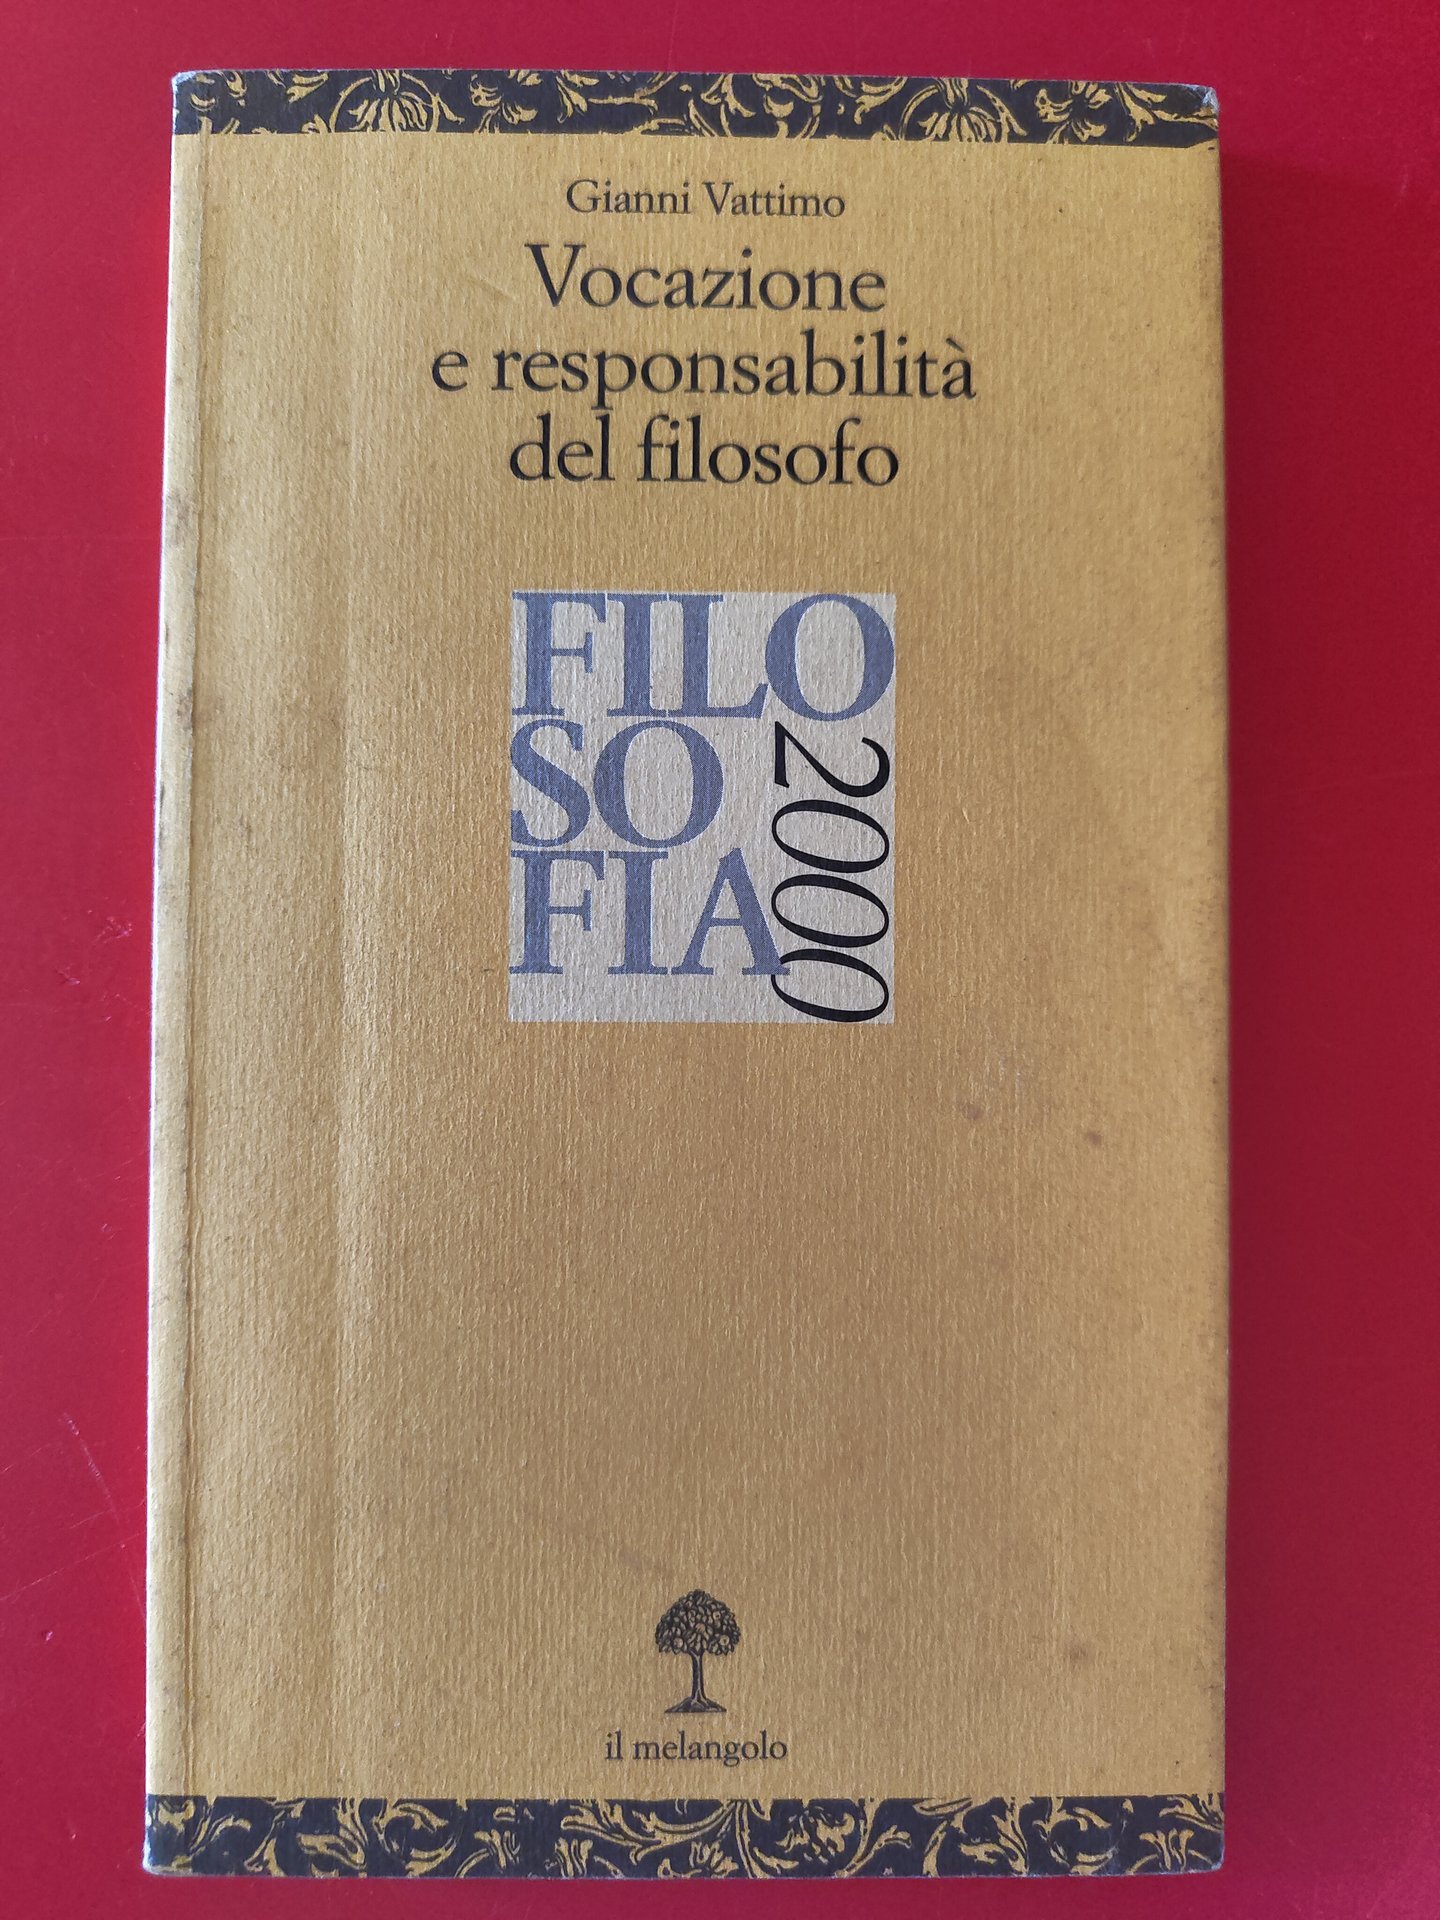 Gianni Vattimo
Vocazione
e responsabilità
del filosofo
FILO
SO
FIA
2000
il melangolo